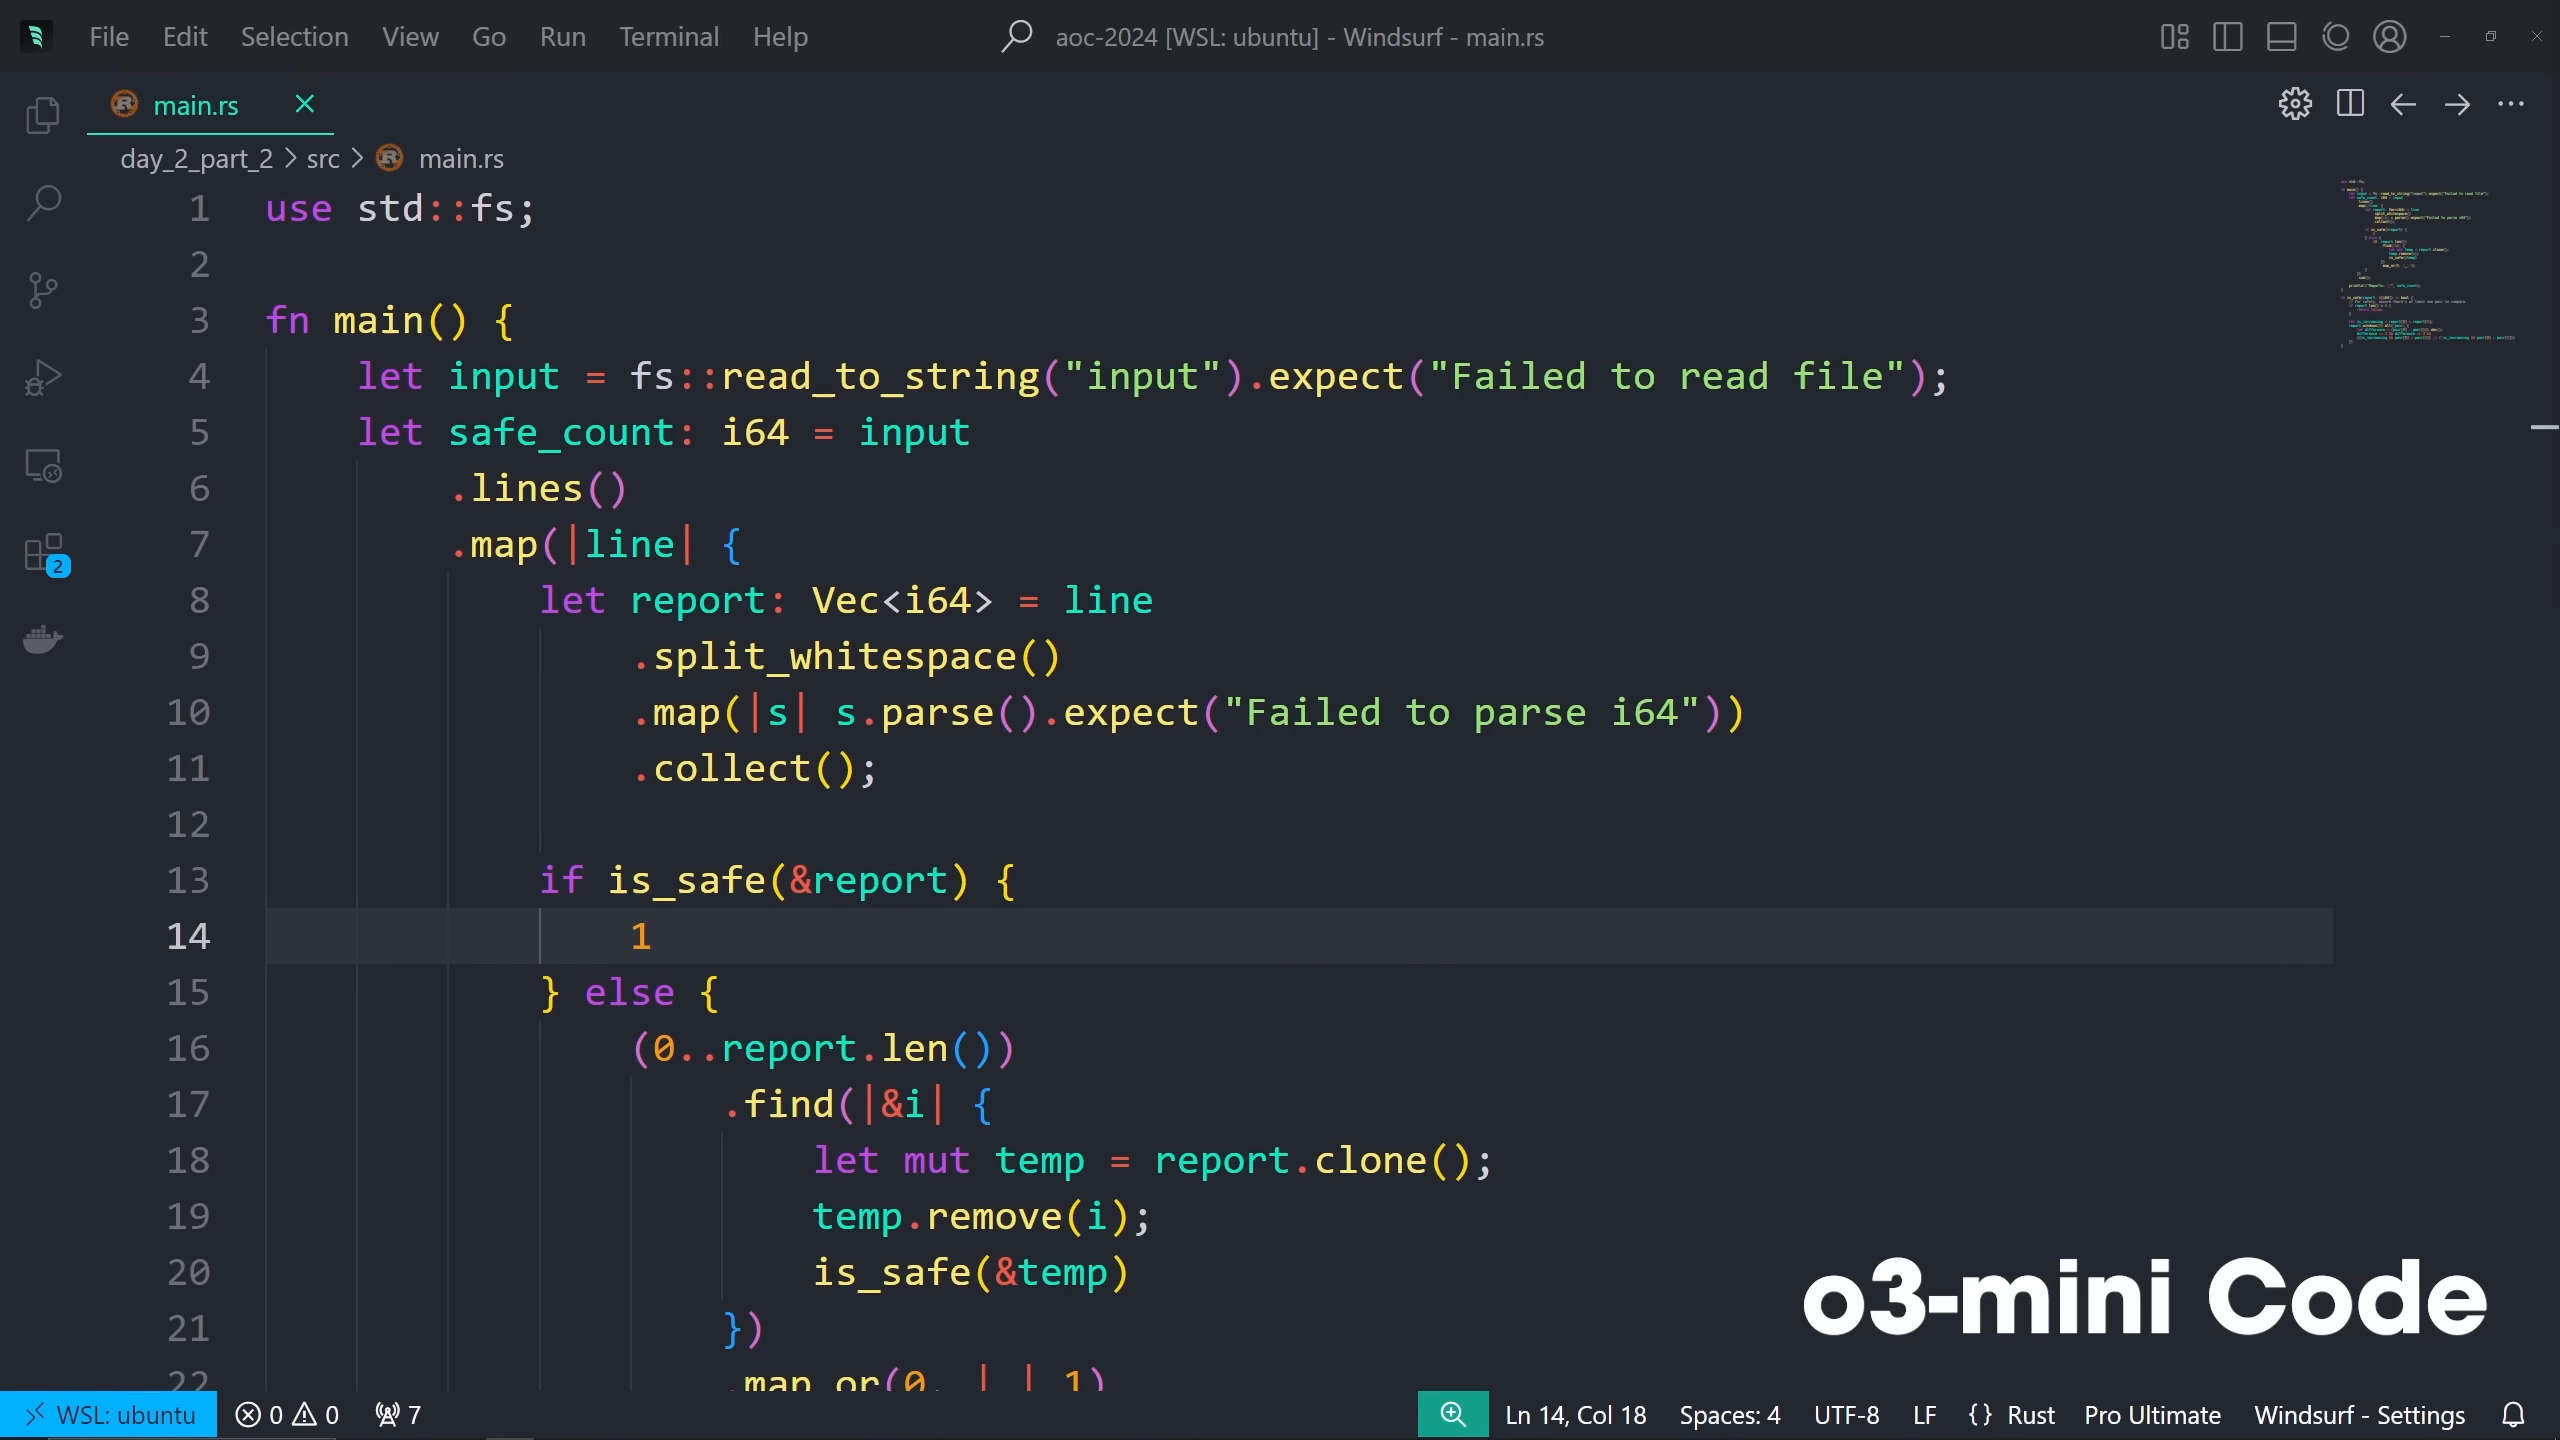 File Edit Selection View Go Run Terminal Help
aoc-2024 [WSL: ubuntu] - Windsurf - main.rs
main.rs
day_2_part_2 > src > main.rs
1 use std::fs;
2
3 fn main() {
4 let input = fs::read_to_string("input").expect("Failed to read file");
5 let safe_count: i64 = input
6 .lines()
7 .map(|line| {
8 let report: Vec<i64> = line
9 .split_whitespace()
10 .map(|s| s.parse().expect("Failed to parse i64"))
11 .collect();
12
13 if is_safe(&report) {
14 1
15 } else {
16 (0..report.len())
17 .find(|&i| {
18 let mut temp = report.clone();
19 temp.remove(i);
20 is_safe(&temp)
21 })
22 .map_or(0, |_| 1)
2
o3-mini Code
WSL: ubuntu 0 0 7 Ln 14, Col 18 Spaces: 4 UTF-8 LF {} Rust Pro Ultimate Windsurf - Settings